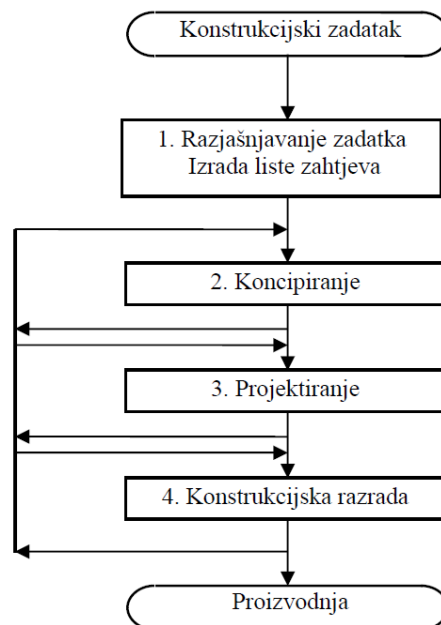 Konstrukcijski zadatak
1. Razjašnjavanje zadatka
Izrada liste zahtjeva
2. Koncipiranje
3. Projektiranje
4. Konstrukcijska razrada
Proizvodnja